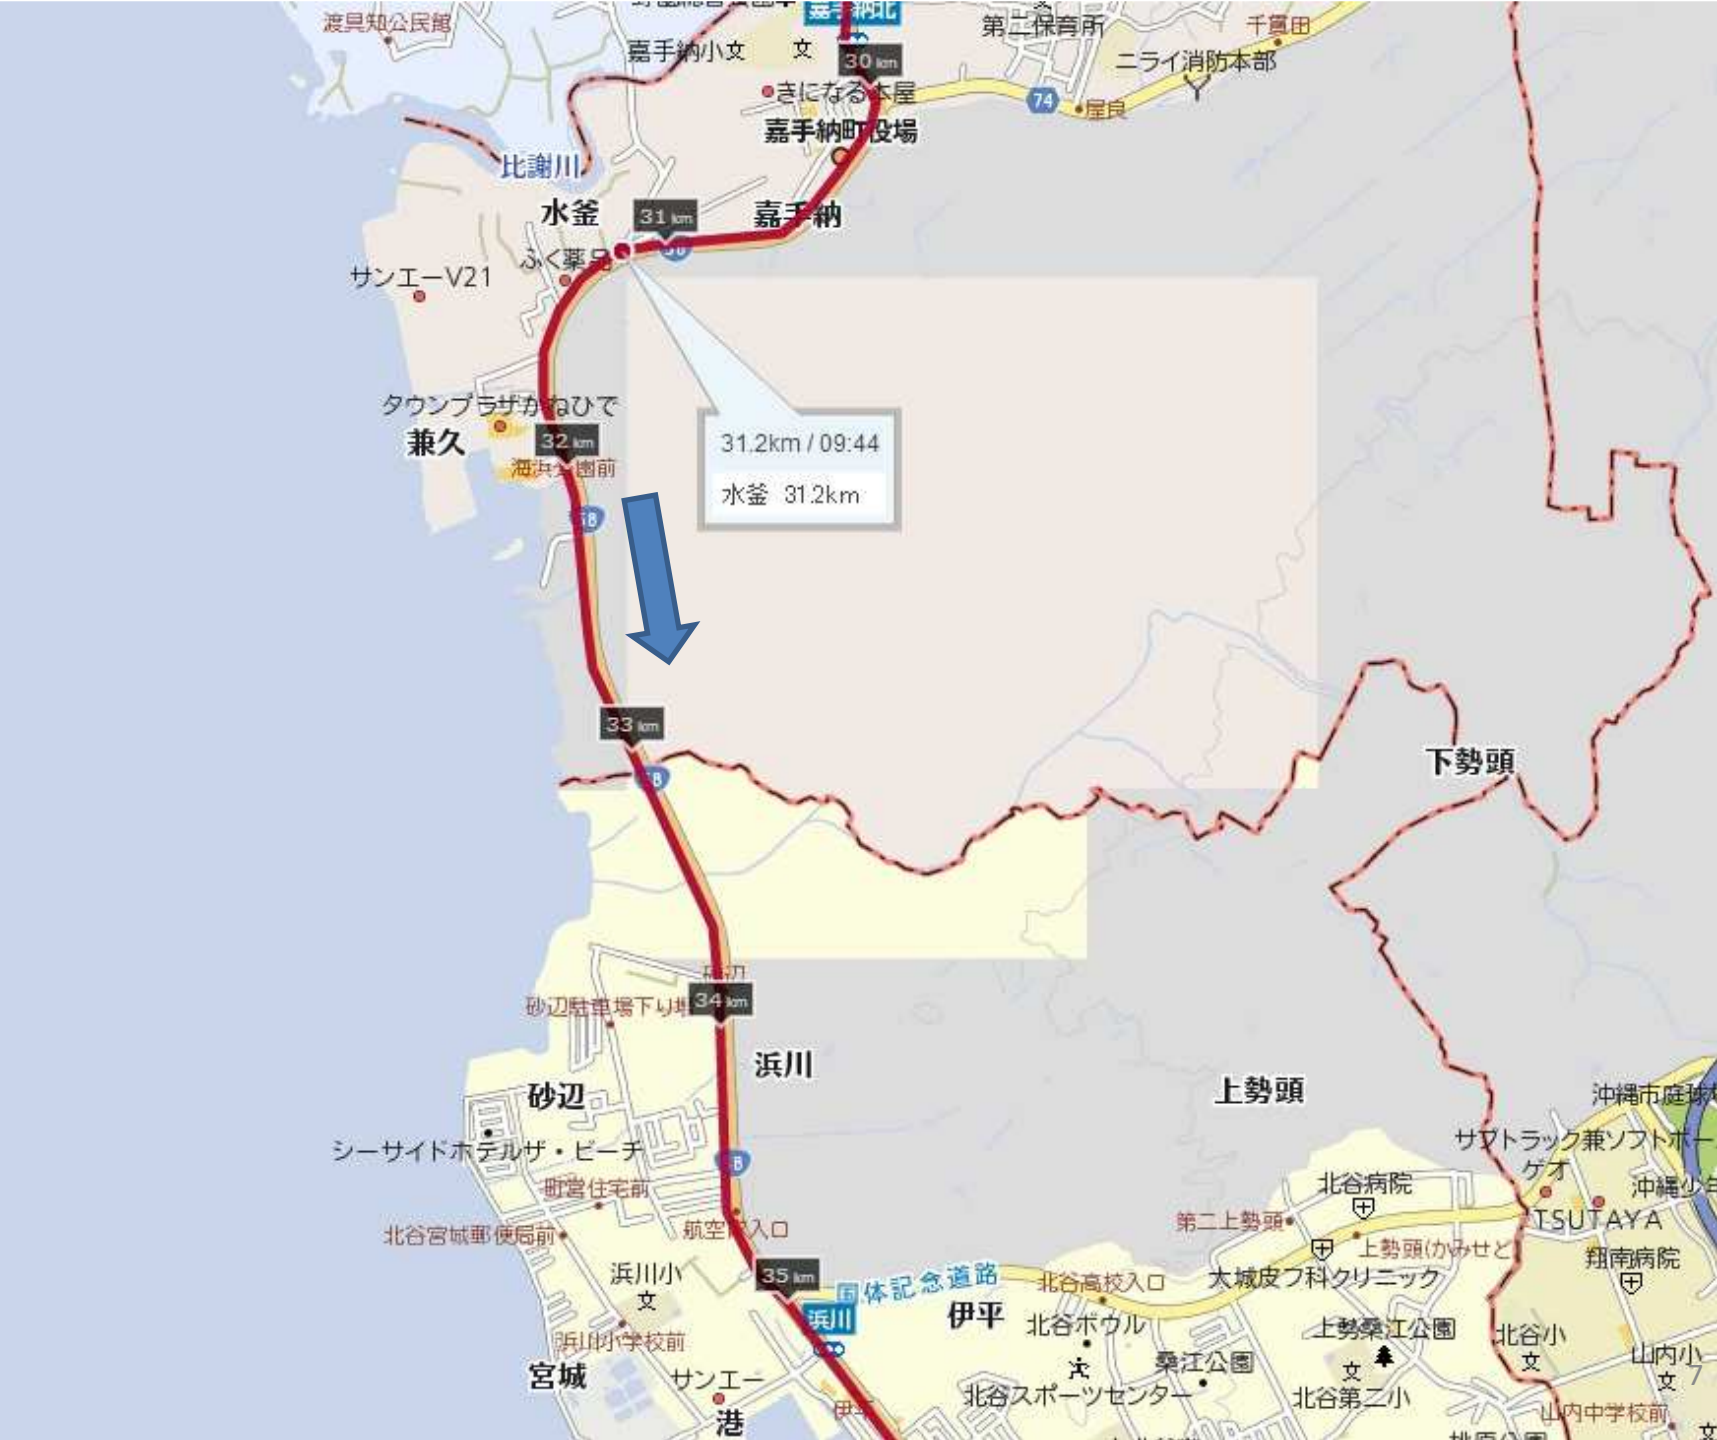 渡具知公民館
嘉手納北
第二保育所
千貫田
嘉手納小
ニライ消防本部
30 km
きになる本屋
74
屋良
嘉手納町役場
比謝川
水釜
31 km
嘉手納
ふく薬品
58
サンエーV21
タウンプラザかねひで
兼久
32 km
海浜公園前
31.2km / 09:44
水釜 31.2km
58
33 km
58
下勢頭
砂辺
34 km
砂辺駐車場下り場
浜川
砂辺
上勢頭
沖縄市庭球
サブトラック兼ソフトボー
シーサイドホテルザ・ビーチ
58
ゲオ
町営住宅前
北谷病院
沖縄少年
第二上勢頭
TSUTAYA
北谷宮城郵便局前
航空隊入口
上勢頭(かみせど)
翔南病院
浜川小
35 km
国体記念道路
北谷高校入口
大城皮フ科クリニック
浜川
伊平
北谷ボウル
上勢桑江公園
北谷小
浜川小学校前
桑江公園
山内小
宮城
サンエー
北谷スポーツセンター
北谷第二小
7
港
伊平
山内中学校前
桃原公園